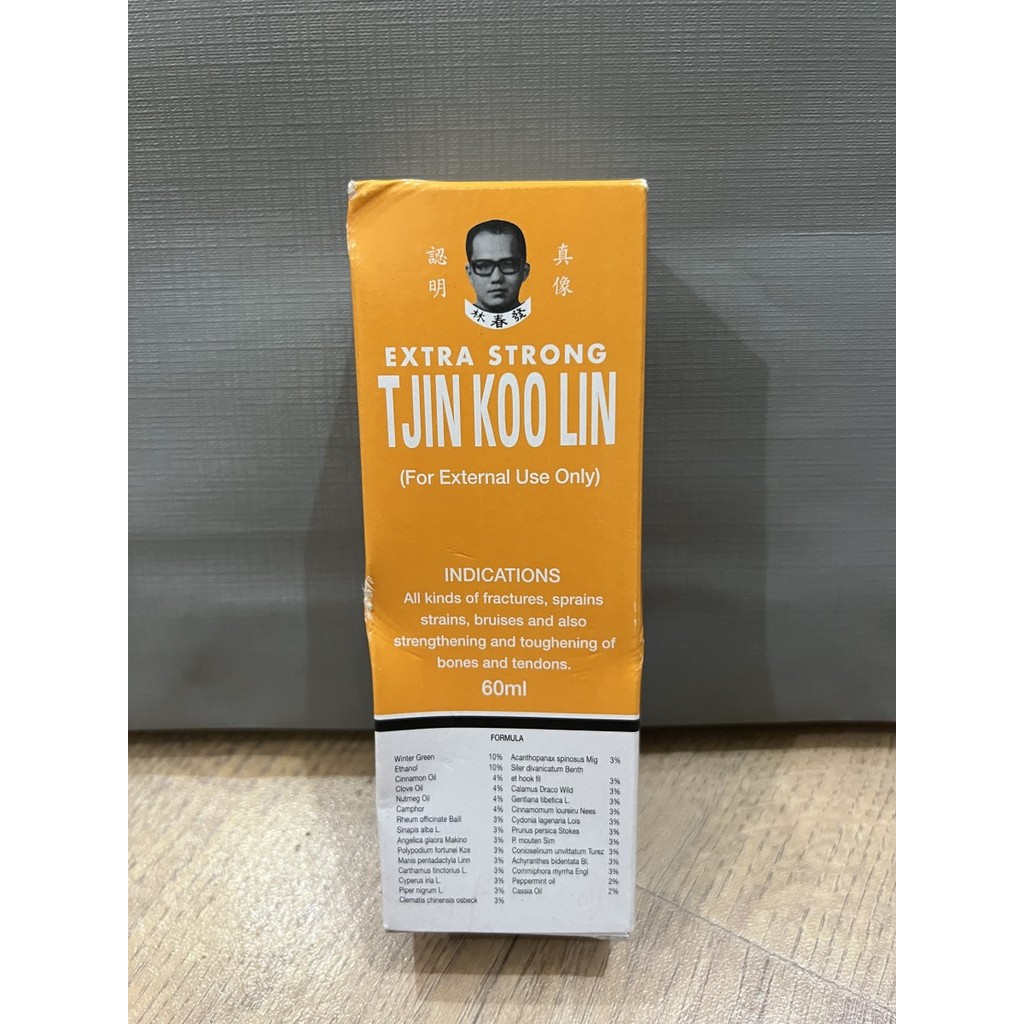 認明
真像
林春發
EXTRA STRONG
TJIN KOO LIN
(For External Use Only)
INDICATIONS
All kinds of fractures, sprains
strains, bruises and also
strengthening and toughening of
bones and tendons.
60ml
FORMULA
Winter Green 10%
Ethanol 10%
Cinnamon Oil 4%
Clove Oil 4%
Nutmeg Oil 4%
Camphor 4%
Rheum officinate Baill 3%
Sinapis alba L. 3%
Angelica glaora Makino 3%
Polypodium fortunei Kze 3%
Manis pentadactyla Linn 3%
Carthamus tinctorius L. 3%
Cyperus iria L. 3%
Piper nigrum L. 3%
Clematis chinensis osbeck 3%
Acanthopanax spinosus Mig 3%
Siler divanicatum Benth
et hook fil 3%
Calamus Draco Wild 3%
Gentiana tibetica L. 3%
Cinnamomum loureiru Nees 3%
Cydonia lagenaria Lois 3%
Prunus persica Stokes 3%
P. mouten Sim 3%
Conioselinum unvittatum Turez 3%
Achyranthes bidentata Bl. 3%
Commiphora myrrha Engl 3%
Peppermint oil 2%
Cassia Oil 2%